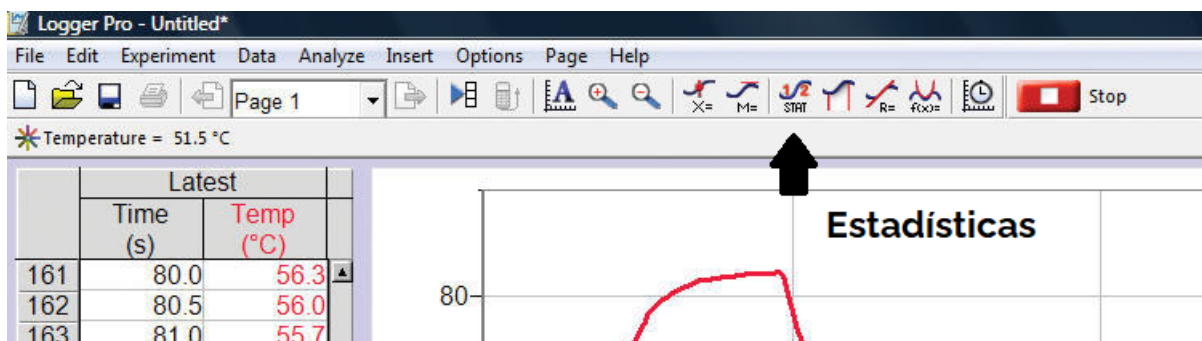 Logger Pro - Untitled*
File Edit Experiment Data Analyze Insert Options Page Help
Page 1 X= M= 1/2 STAT R= f(x)= Stop
Temperature = 51.5 °C
Latest
Time (s) Temp (°C)
161 80.0 56.3
162 80.5 56.0
163 81.0 55.7
Estadísticas
80